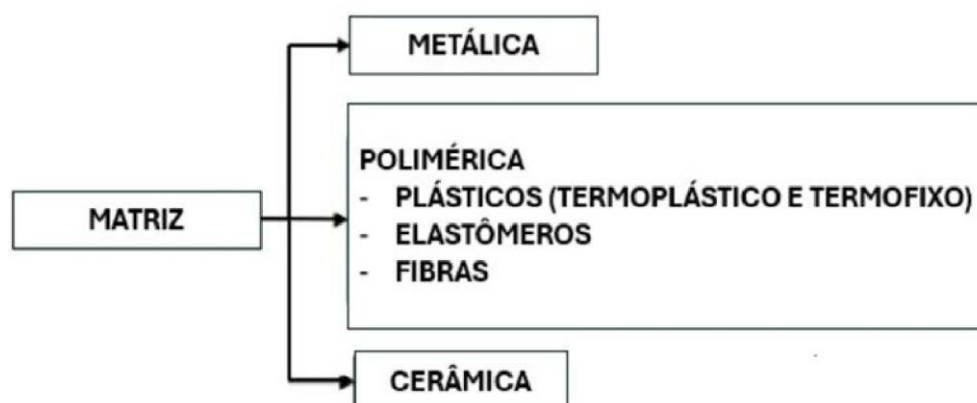 METÁLICA
POLIMÉRICA
- PLÁSTICOS (TERMOPLÁSTICO E TERMOFIXO)
- ELASTÔMEROS
- FIBRAS
MATRIZ
CERÂMICA